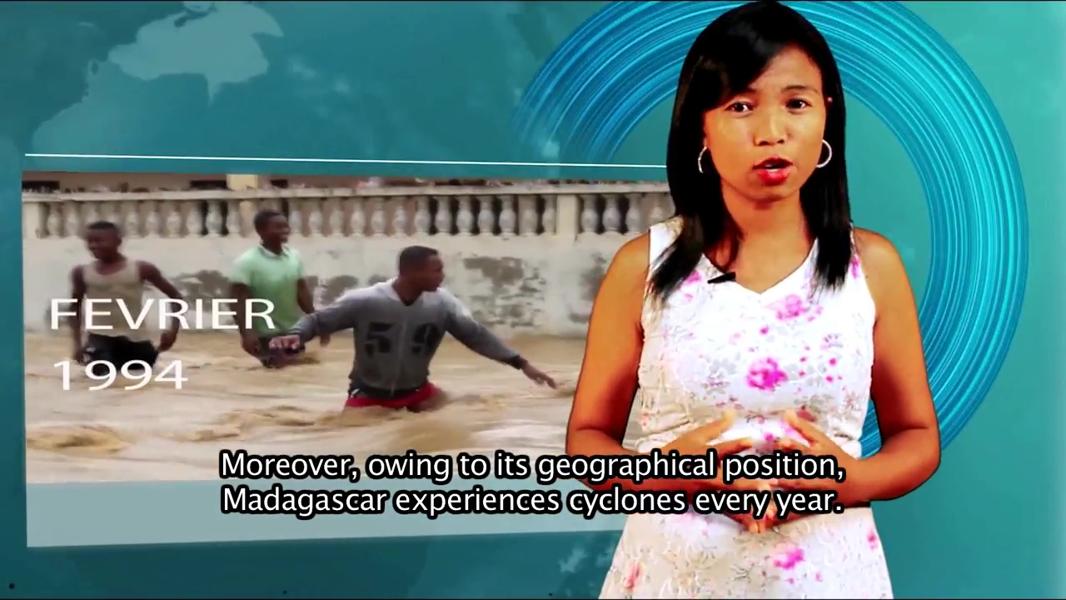 FEVRIER
1994
59
Moreover, owing to its geographical position,
Madagascar experiences cyclones every year.